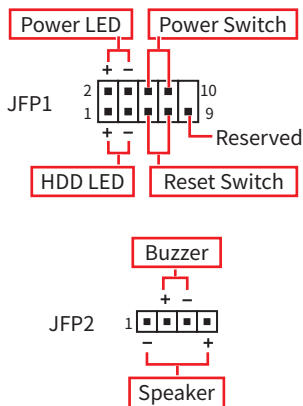 Power LED Power Switch
+ −
2 10
JFP1
1 9
+ − Reserved
HDD LED Reset Switch
Buzzer
+ −
JFP2 1
− +
Speaker